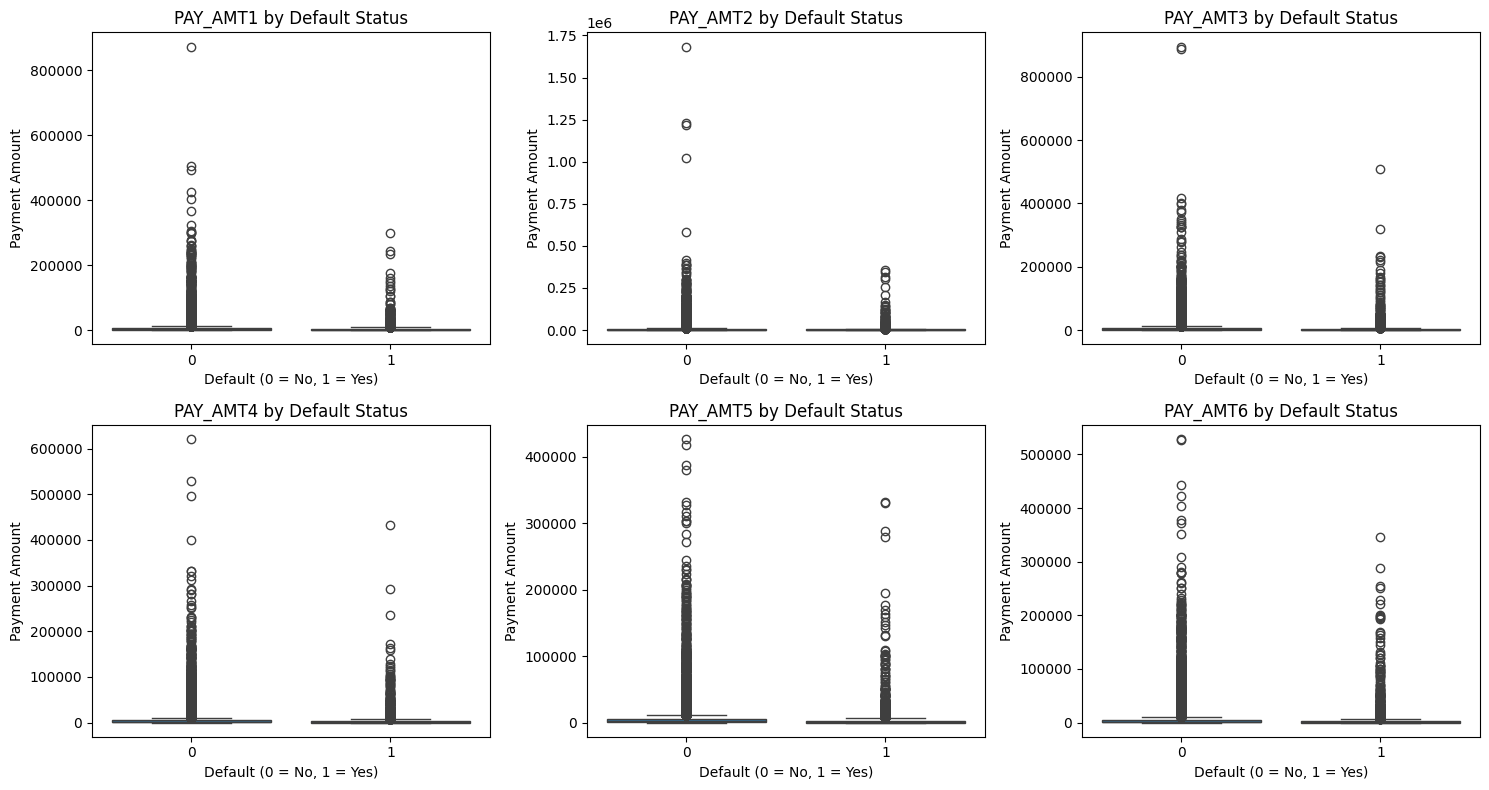 PAY_AMT1 by Default Status
800000
600000
400000
200000
0
Payment Amount
0
1
Default (0 = No, 1 = Yes)
PAY_AMT2 by Default Status
1e6
1.75
1.50
1.25
1.00
0.75
0.50
0.25
0.00
Payment Amount
0
1
Default (0 = No, 1 = Yes)
PAY_AMT3 by Default Status
800000
600000
400000
200000
0
Payment Amount
0
1
Default (0 = No, 1 = Yes)
PAY_AMT4 by Default Status
600000
500000
400000
300000
200000
100000
0
Payment Amount
0
1
Default (0 = No, 1 = Yes)
PAY_AMT5 by Default Status
400000
300000
200000
100000
0
Payment Amount
0
1
Default (0 = No, 1 = Yes)
PAY_AMT6 by Default Status
500000
400000
300000
200000
100000
0
Payment Amount
0
1
Default (0 = No, 1 = Yes)